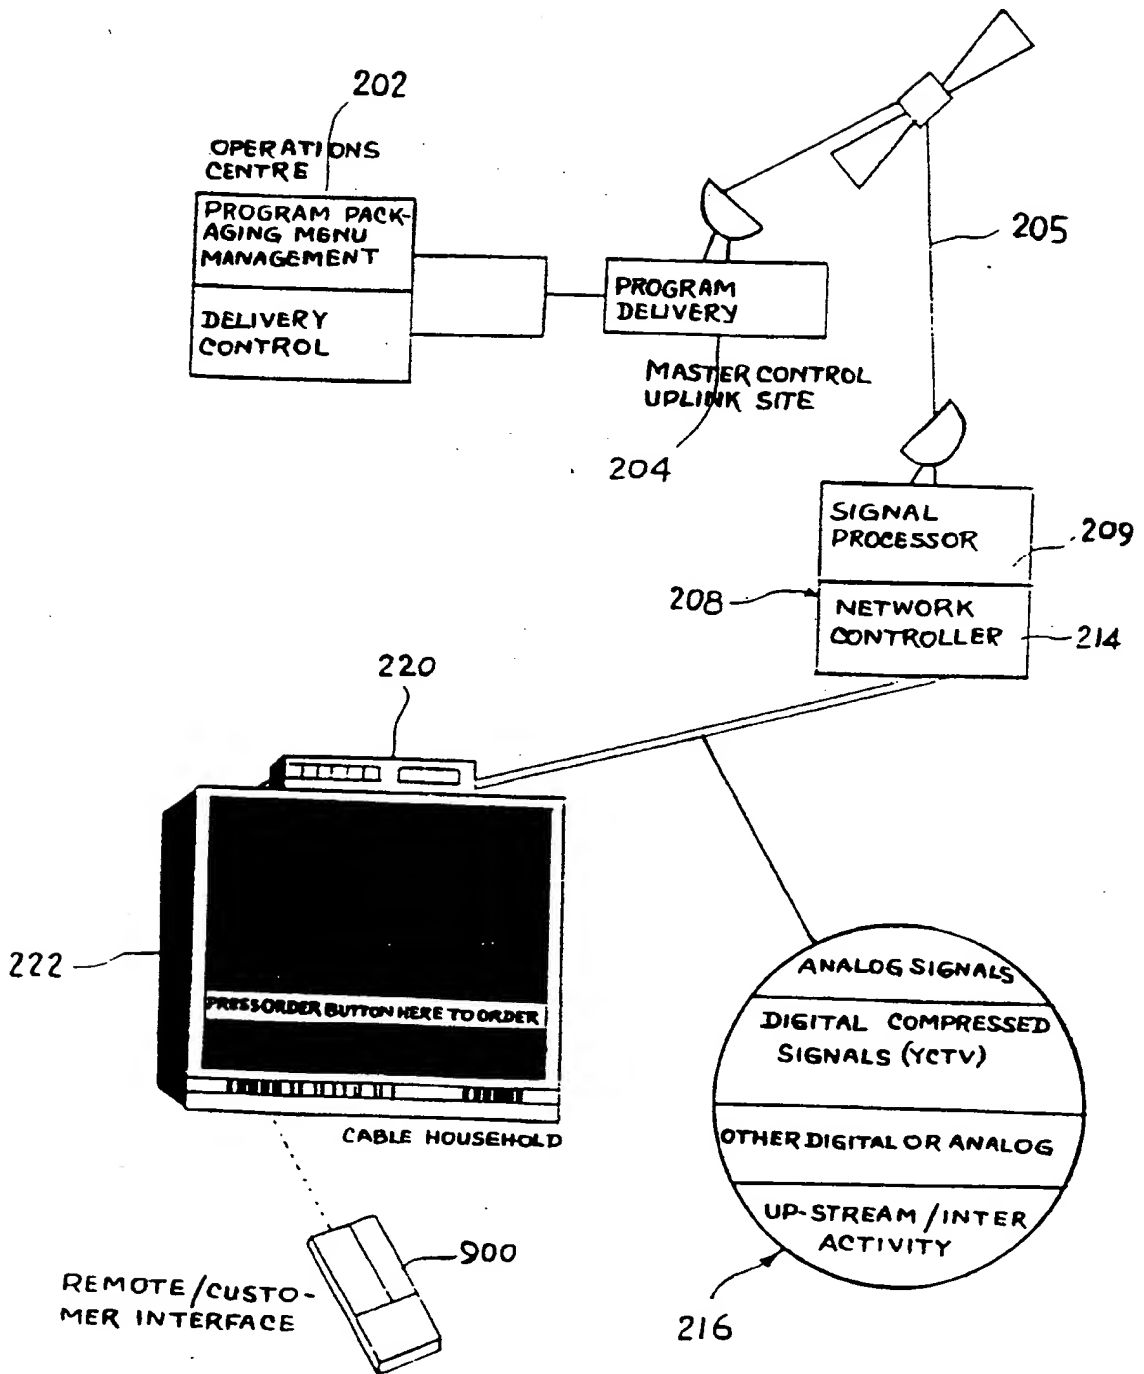 202
OPERATIONS
CENTRE
PROGRAM PACK-
AGING MENU
MANAGEMENT
DELIVERY
CONTROL
205
PROGRAM
DELIVERY
MASTER CONTROL
UPLINK SITE
204
SIGNAL
PROCESSOR
209
208
NETWORK
CONTROLLER
214
220
222
PRESS ORDER BUTTON HERE TO ORDER
CABLE HOUSEHOLD
ANALOG SIGNALS
DIGITAL COMPRESSED
SIGNALS (YCTV)
OTHER DIGITAL OR ANALOG
UP-STREAM/INTER
ACTIVITY
216
900
REMOTE/CUSTO-
MER INTERFACE